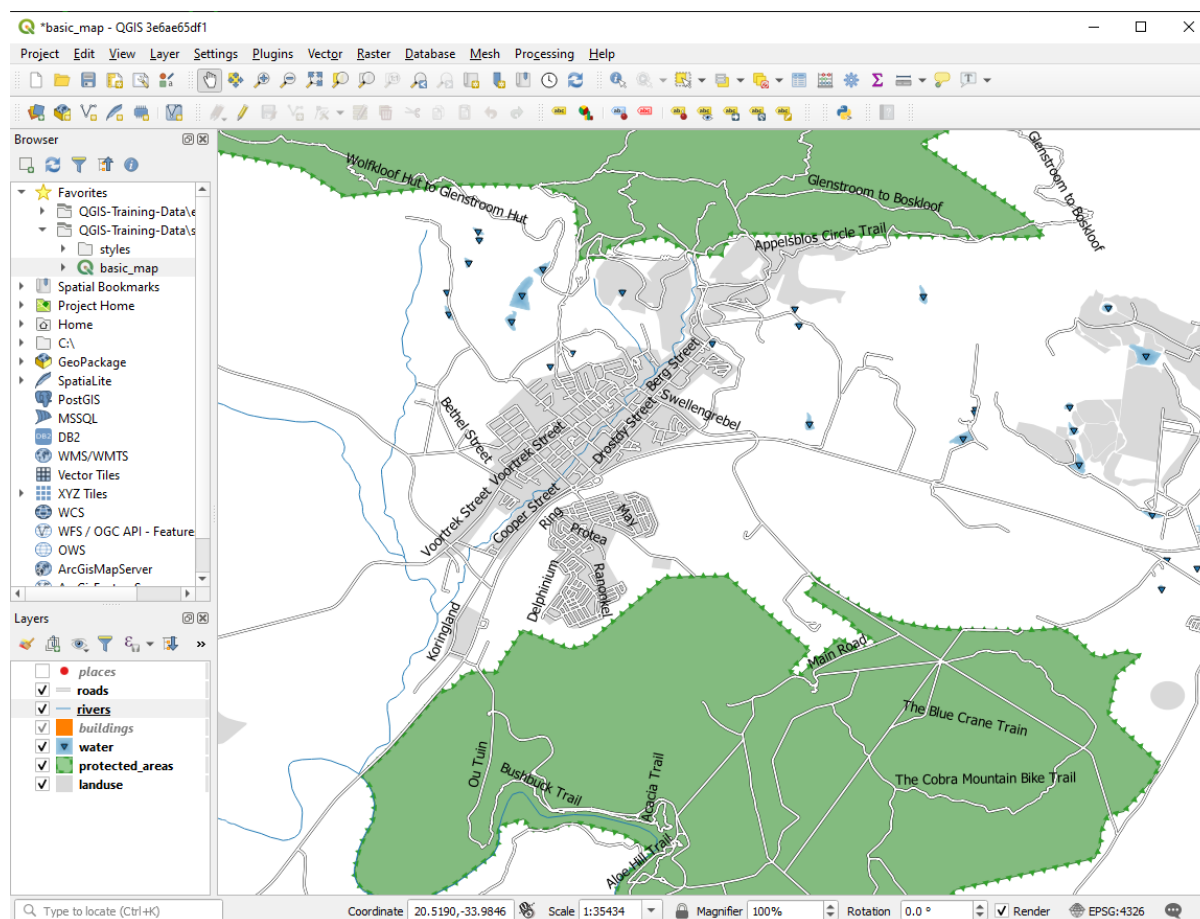 *basic_map - QGIS 3e6ae65df1
Project Edit View Layer Settings Plugins Vector Raster Database Mesh Processing Help
Browser
Favorites
QGIS-Training-Data\e
QGIS-Training-Data\s
styles
basic_map
Spatial Bookmarks
Project Home
Home
C:\
GeoPackage
SpatiaLite
PostGIS
MSSQL
DB2
WMS/WMTS
Vector Tiles
XYZ Tiles
WCS
WFS / OGC API - Feature
OWS
ArcGisMapServer
Layers
places
roads
rivers
buildings
water
protected_areas
landuse
Wolfkloof Hut to Glenstroom Hut
Glenstroom to Boskloof
Glenstroom to Boskloof
Appelsblos Circle Trail
Berg Street
Swellengrebel
Bethel Street
Voortrek Street
Drostdy Street
Voortrek Street
Cooper Street
Ring
May
Protea
Delphinium
Ranonkel
Koringland
Main Road
The Blue Crane Train
The Cobra Mountain Bike Trail
Ou Tuin
Bushbuck Trail
Acacia Trail
Aloe Hill Trail
Type to locate (Ctrl+K) Coordinate 20.5190,-33.9846 Scale 1:35434 Magnifier 100% Rotation 0.0 ° Render EPSG:4326